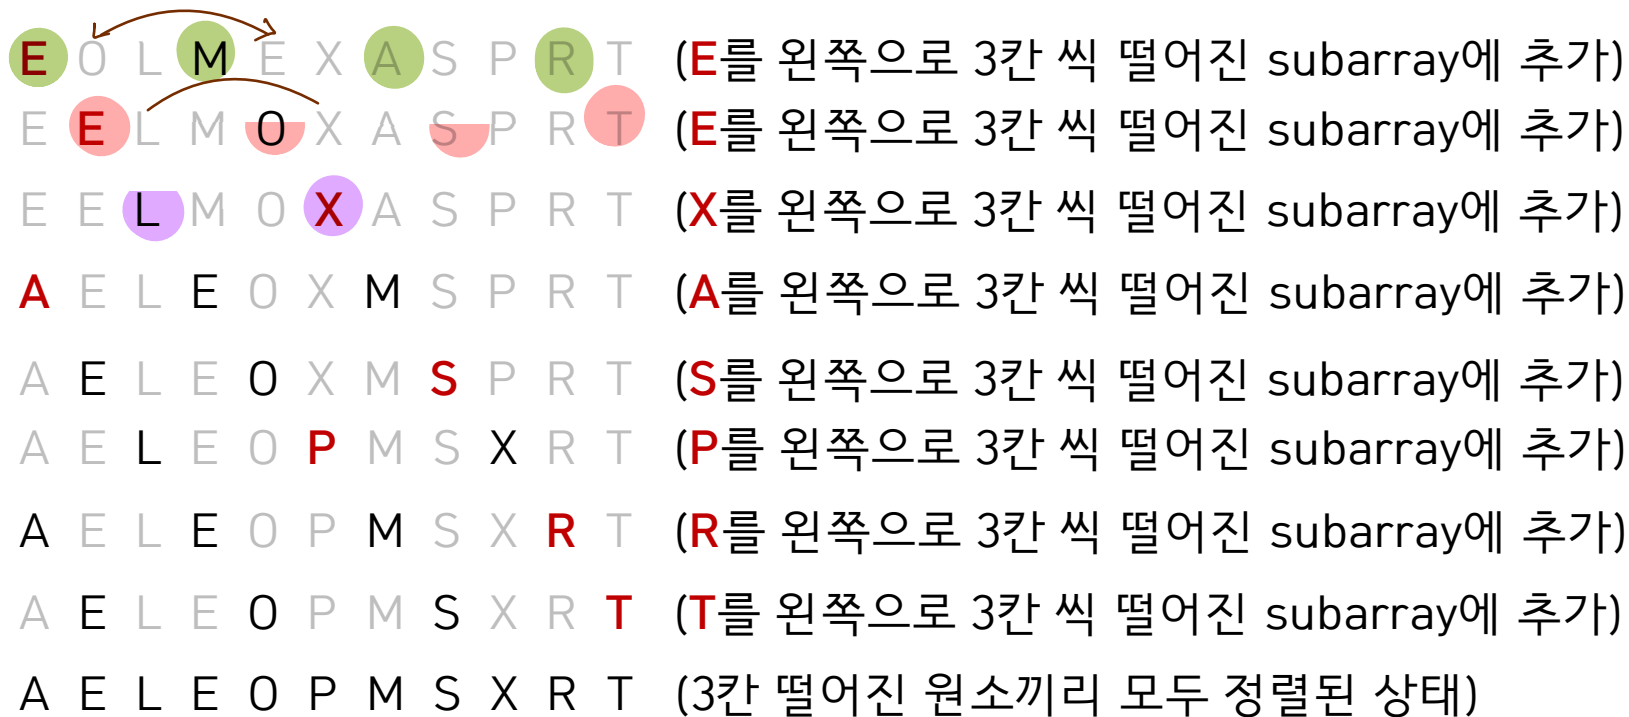 E O L M E X A S P R T (E를 왼쪽으로 3칸 씩 떨어진 subarray에 추가)
E E L M O X A S P R T (E를 왼쪽으로 3칸 씩 떨어진 subarray에 추가)
E E L M O X A S P R T (X를 왼쪽으로 3칸 씩 떨어진 subarray에 추가)
A E L E O X M S P R T (A를 왼쪽으로 3칸 씩 떨어진 subarray에 추가)
A E L E O X M S P R T (S를 왼쪽으로 3칸 씩 떨어진 subarray에 추가)
A E L E O P M S X R T (P를 왼쪽으로 3칸 씩 떨어진 subarray에 추가)
A E L E O P M S X R T (R를 왼쪽으로 3칸 씩 떨어진 subarray에 추가)
A E L E O P M S X R T (T를 왼쪽으로 3칸 씩 떨어진 subarray에 추가)
A E L E O P M S X R T (3칸 떨어진 원소끼리 모두 정렬된 상태)